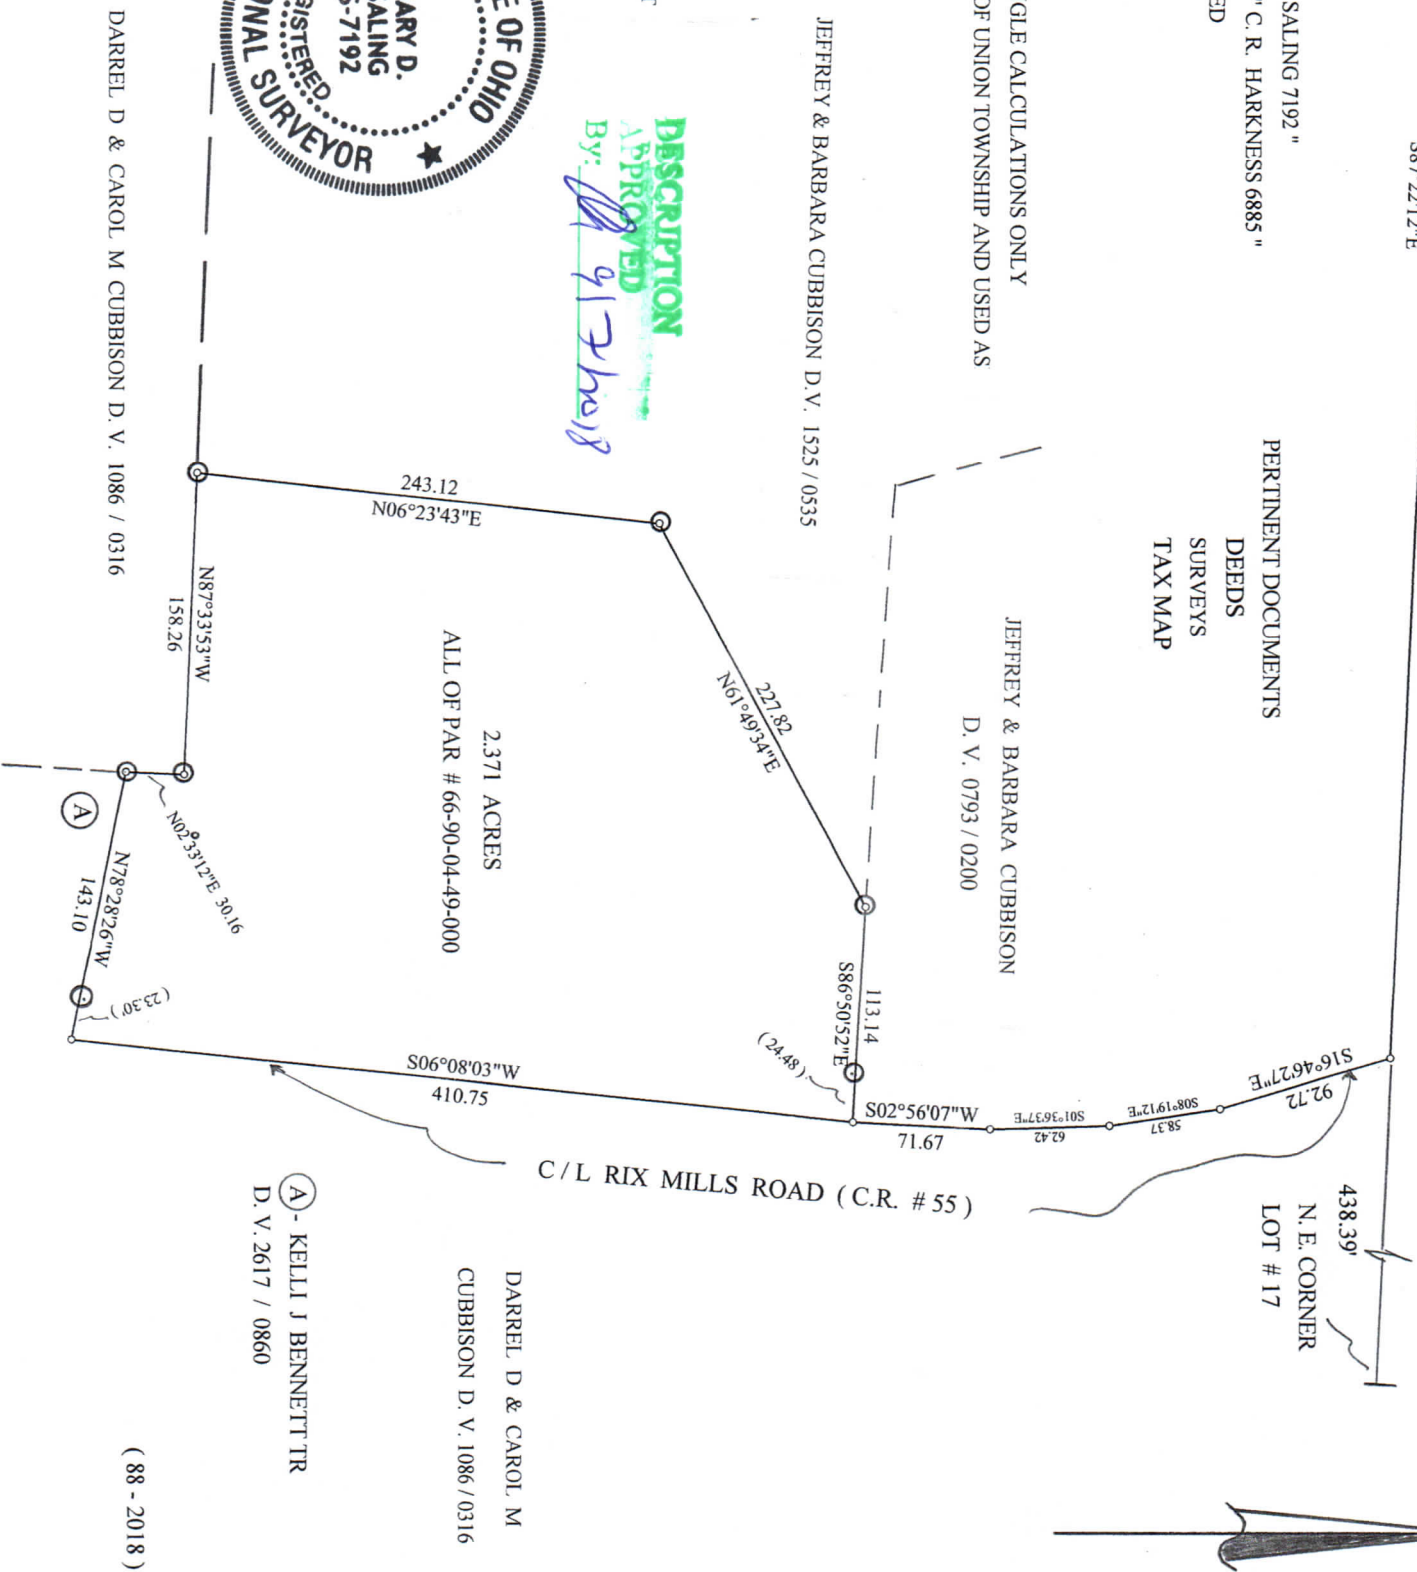 S87°22'12"E
SALING 7192 "
" C. R. HARKNESS 6885 "
ED
GLE CALCULATIONS ONLY
OF UNION TOWNSHIP AND USED AS
PERTINENT DOCUMENTS
DEEDS
SURVEYS
TAX MAP
438.39'
N. E. CORNER
LOT # 17
S16°46'27"E
92.72
S08°19'12"E
58.37
S01°36'37"E
62.42
S02°56'07"W
71.67
C / L RIX MILLS ROAD ( C.R. # 55 )
JEFFREY & BARBARA CUBBISON
D. V. 0793 / 0200
JEFFREY & BARBARA CUBBISON D.V. 1525 / 0535
113.14
S86°50'52"E
( 24.48 )
227.82
N61°49'34"E
DESCRIPTION
APPROVED
By:
243.12
N06°23'43"E
2.371 ACRES
ALL OF PAR # 66-90-04-49-000
S06°08'03"W
410.75
N87°33'53"W
158.26
N02°33'12"E 30.16
A
N78°28'26"W
143.10
( 23.30' )
E OF OHIO
ARY D.
SALING
-7192
GISTERED
ONAL SURVEYOR
DARREL D & CAROL M CUBBISON D. V. 1086 / 0316
DARREL D & CAROL M
CUBBISON D. V. 1086 / 0316
A - KELLI J BENNETT TR
D. V. 2617 / 0860
( 88 - 2018 )